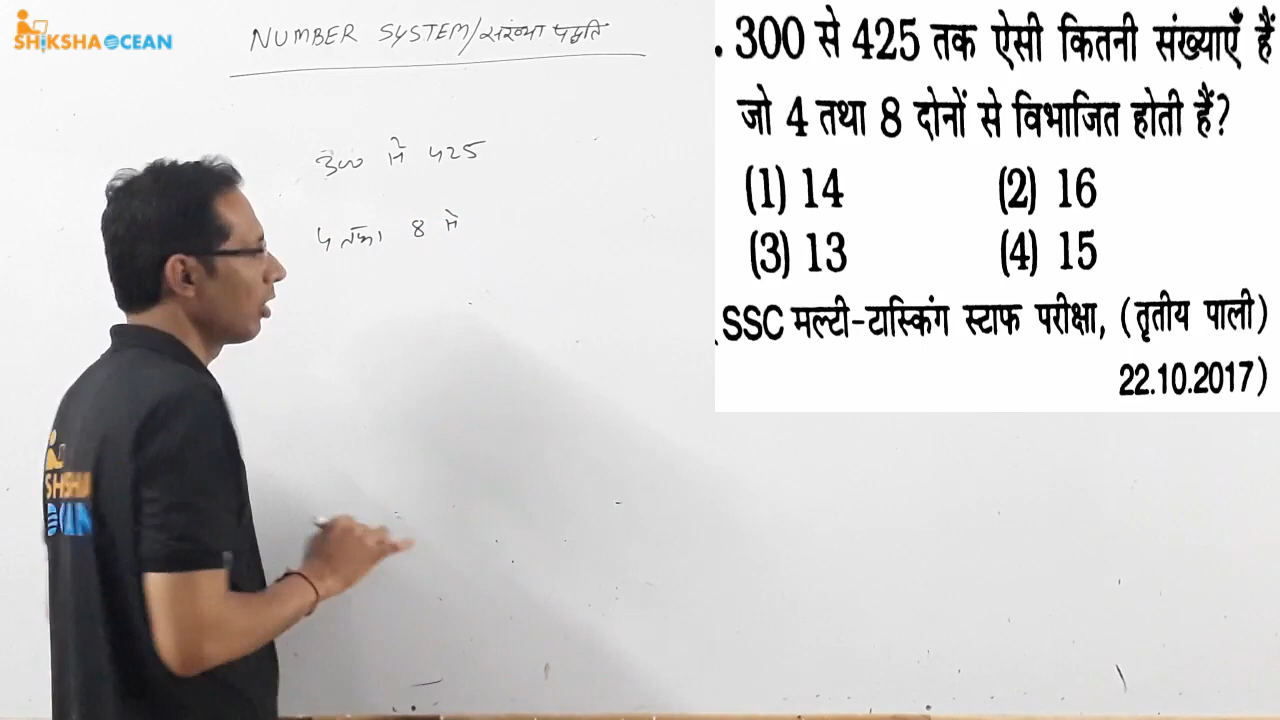 SHIKSHA OCEAN
NUMBER SYSTEM/संख्या पद्धति
300 से 425
4 तथा 8 से
. 300 से 425 तक ऐसी कितनी संख्याएँ हैं
जो 4 तथा 8 दोनों से विभाजित होती हैं?
(1) 14 (2) 16
(3) 13 (4) 15
SSC मल्टी-टास्किंग स्टाफ परीक्षा, (तृतीय पाली)
22.10.2017)